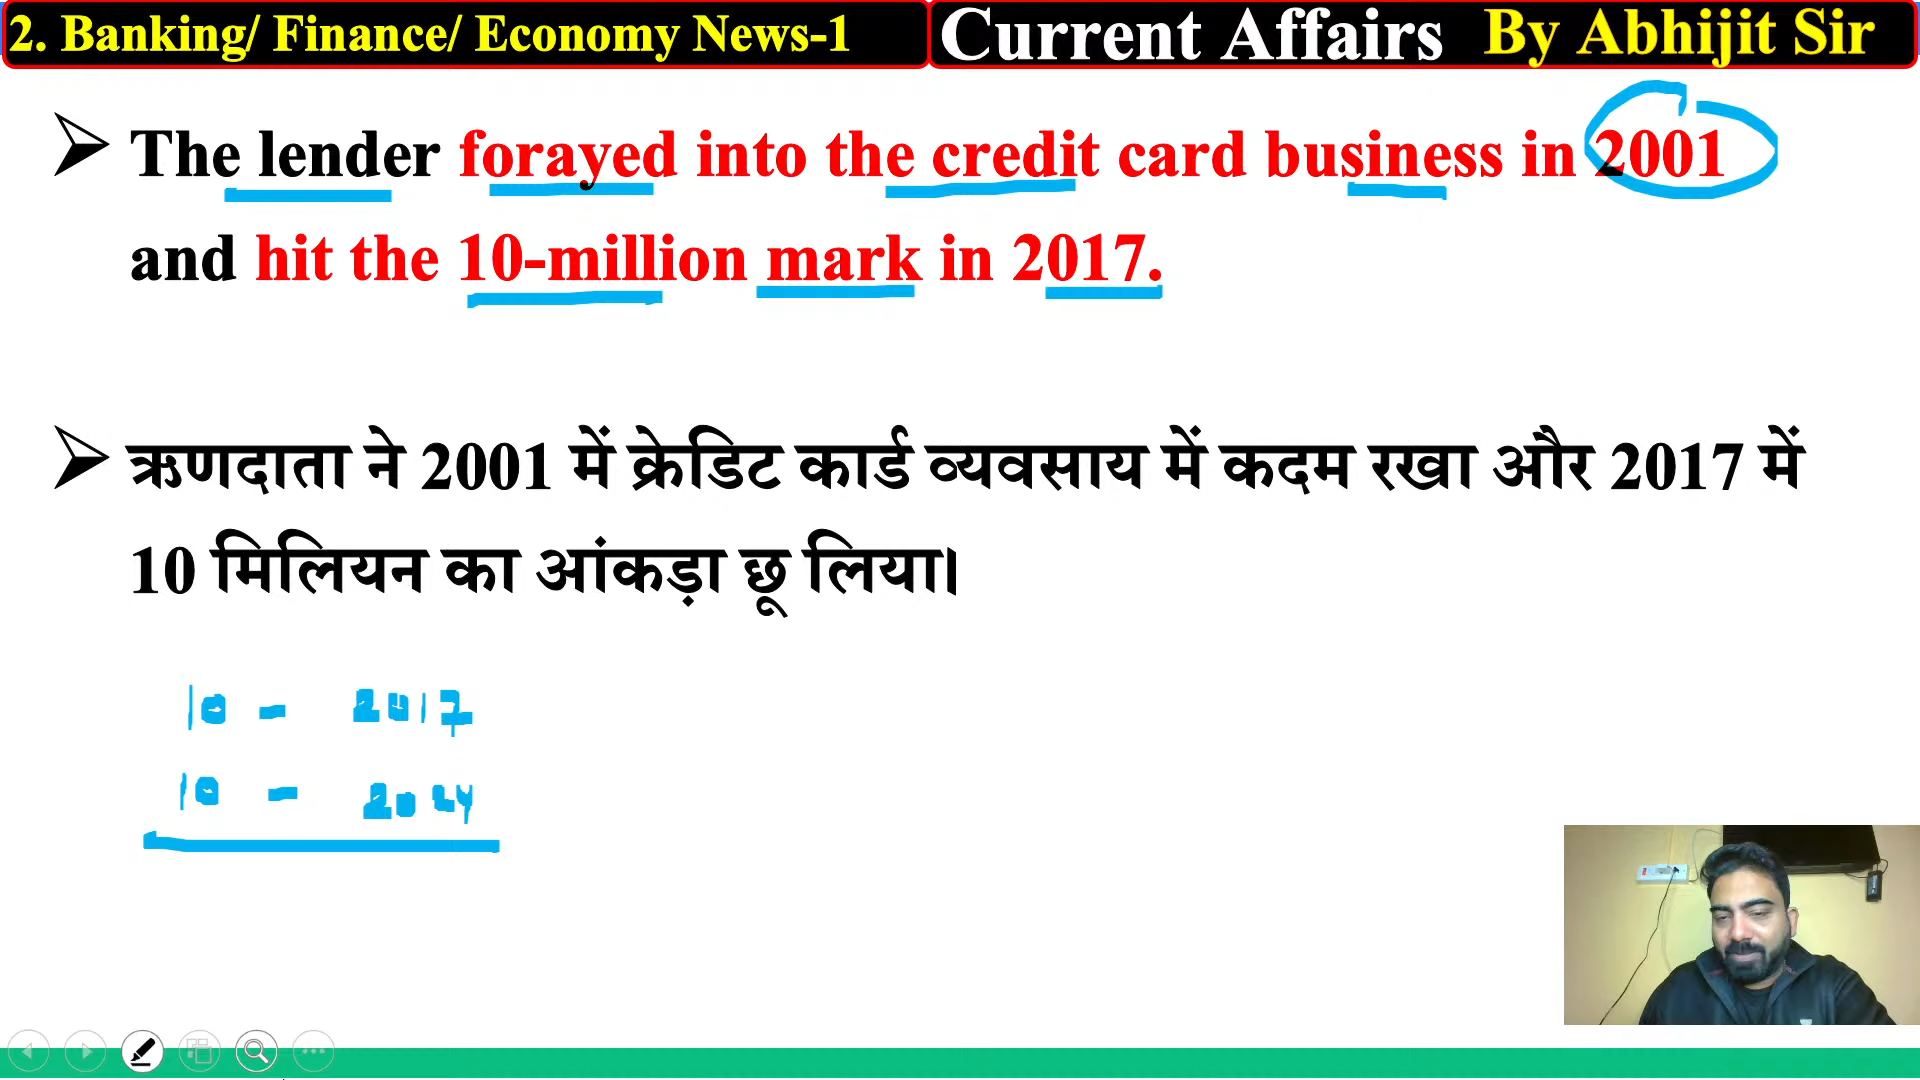 2. Banking/ Finance/ Economy News-1
Current Affairs By Abhijit Sir
The lender forayed into the credit card business in 2001
and hit the 10-million mark in 2017.
ऋणदाता ने 2001 में क्रेडिट कार्ड व्यवसाय में कदम रखा और 2017 में
10 मिलियन का आंकड़ा छू लिया।
10 - 2017
10 - 2024